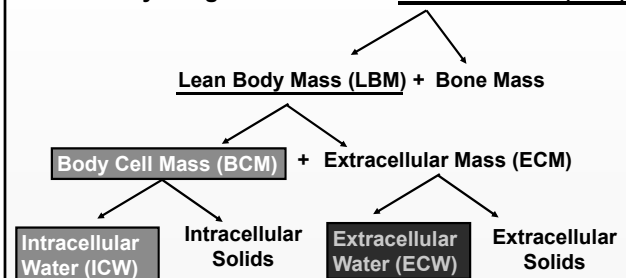 Lean Body Mass (LBM) + Bone Mass
Body Cell Mass (BCM) + Extracellular Mass (ECM)
Intracellular Water (ICW)
Intracellular Solids
Extracellular Water (ECW)
Extracellular Solids